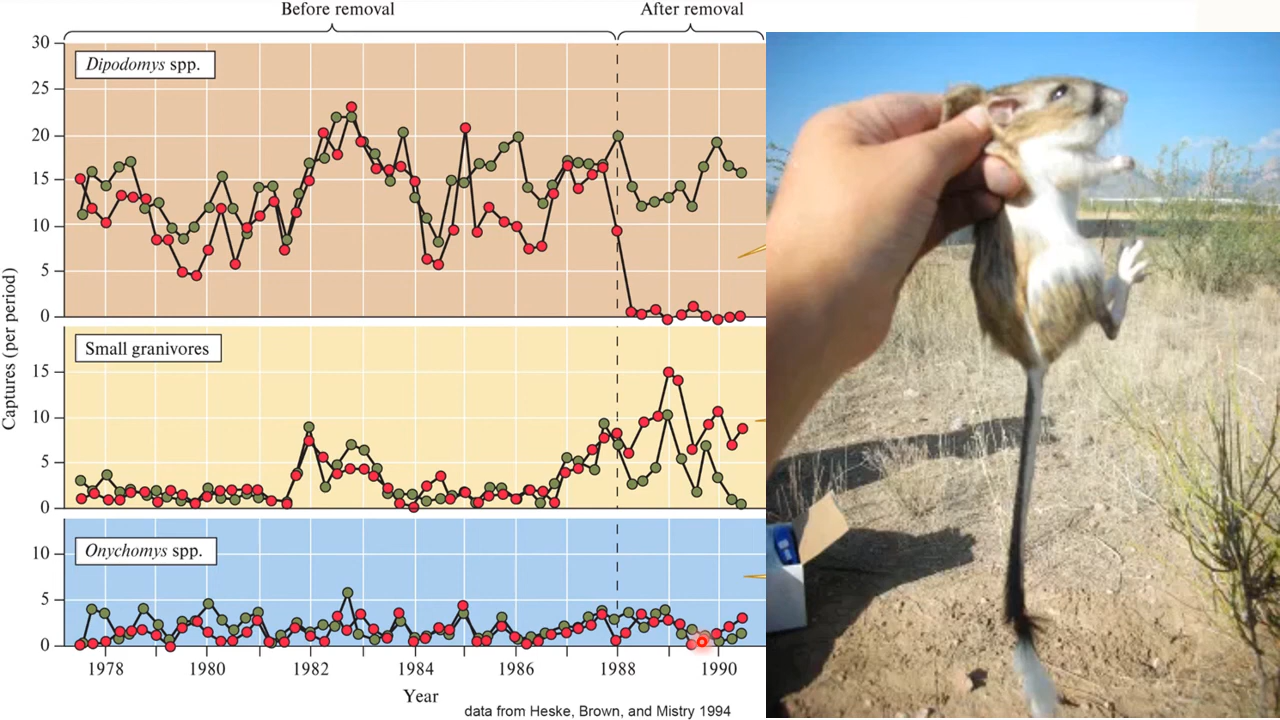 Before removal
After removal
30
25
20
15
10
5
0
Dipodomys spp.
Captures (per period)
15
10
5
0
Small granivores
10
5
0
Onychomys spp.
1978 1980 1982 1984 1986 1988 1990
Year
data from Heske, Brown, and Mistry 1994